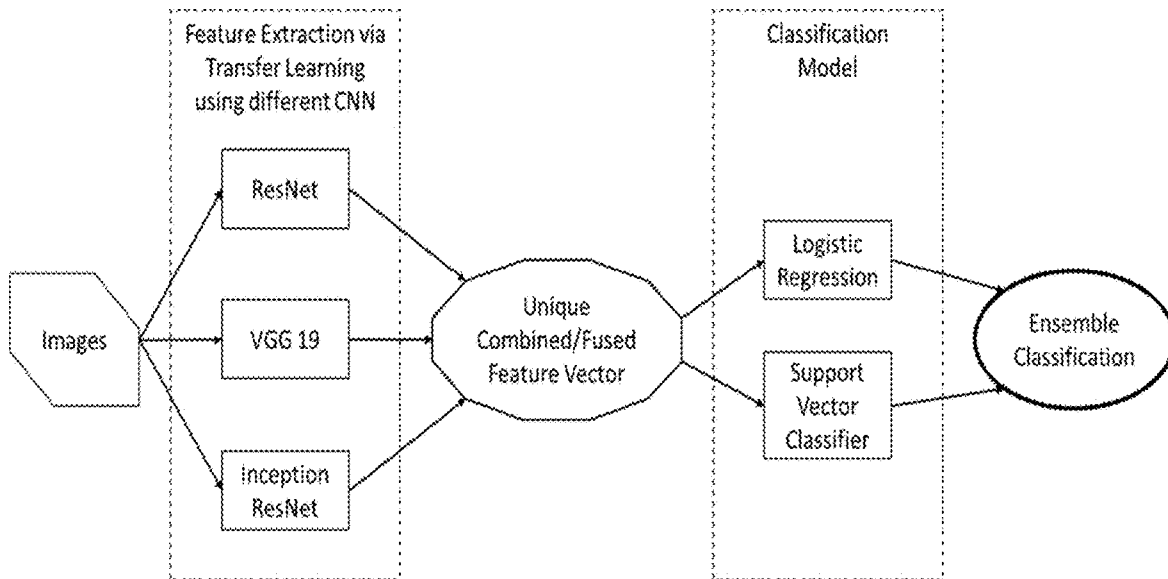 Feature Extraction via
Transfer Learning
using different CNN
Classification
Model
ResNet
Logistic
Regression
Images
VGG 19
Unique
Combined/Fused
Feature Vector
Ensemble
Classification
Support
Vector
Classifier
Inception
ResNet